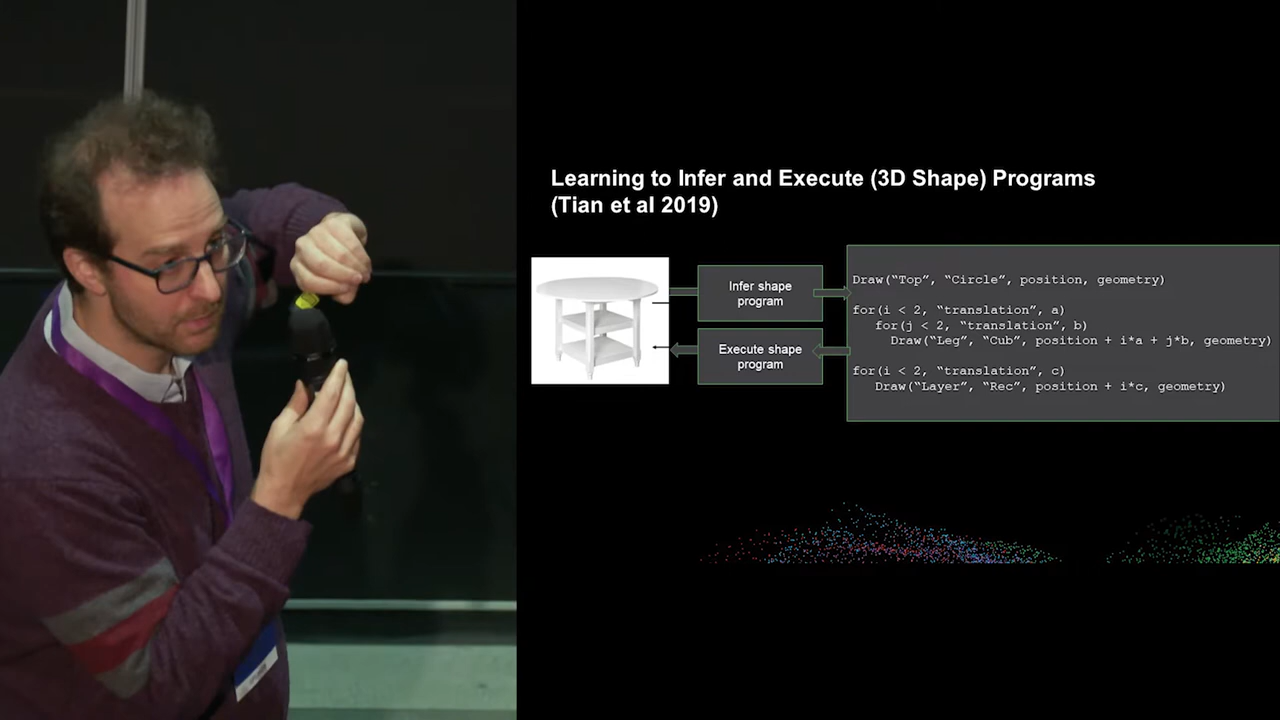 Learning to Infer and Execute (3D Shape) Programs
(Tian et al 2019)
Infer shape
program
Execute shape
program
Draw(“Top”, “Circle”, position, geometry)
for(i < 2, “translation”, a)
for(j < 2, “translation”, b)
Draw(“Leg”, “Cub”, position + i*a + j*b, geometry)
for(i < 2, “translation”, c)
Draw(“Layer”, “Rec”, position + i*c, geometry)